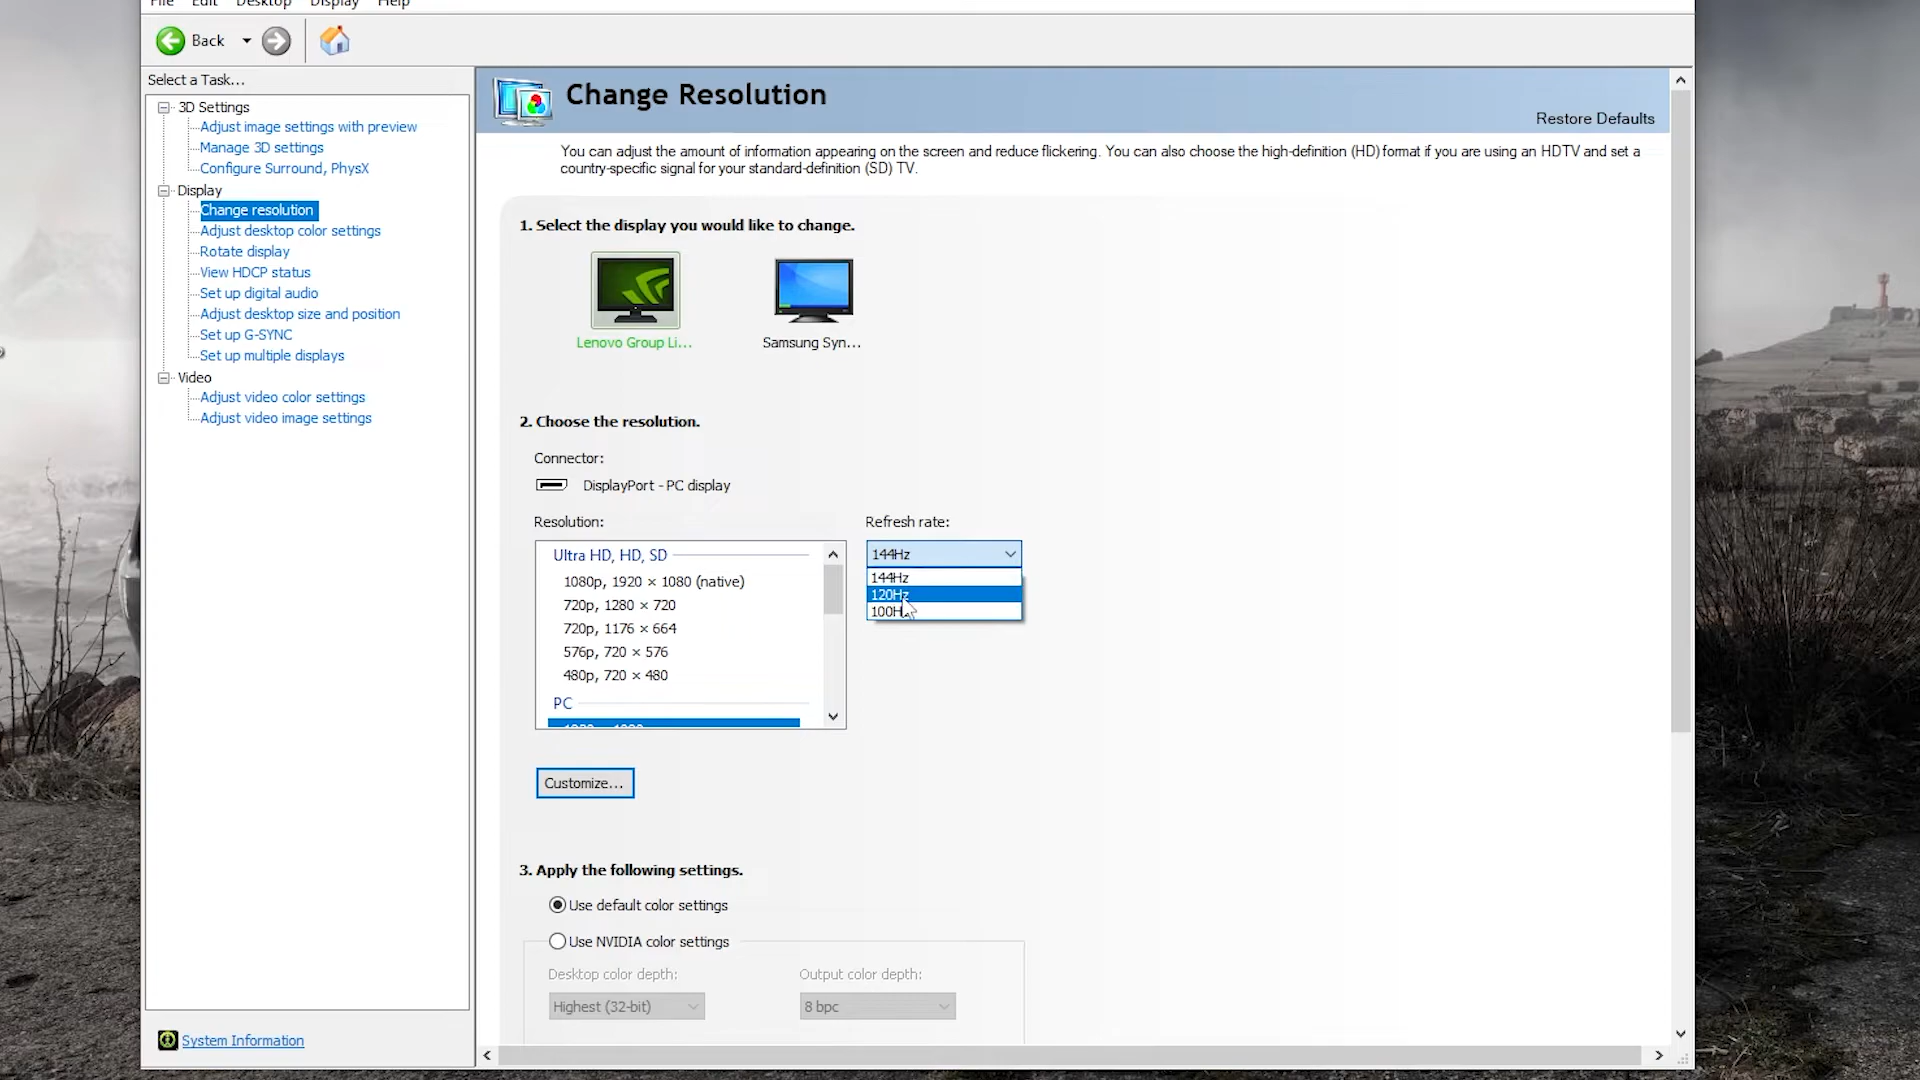 File Edit Desktop Display Help
Back
Select a Task...
3D Settings
Adjust image settings with preview
Manage 3D settings
Configure Surround, PhysX
Display
Change resolution
Adjust desktop color settings
Rotate display
View HDCP status
Set up digital audio
Adjust desktop size and position
Set up G-SYNC
Set up multiple displays
Video
Adjust video color settings
Adjust video image settings
System Information
Change Resolution
Restore Defaults
You can adjust the amount of information appearing on the screen and reduce flickering. You can also choose the high-definition (HD) format if you are using an HDTV and set a
country-specific signal for your standard-definition (SD) TV.
1. Select the display you would like to change.
Lenovo Group Li... Samsung Syn...
2. Choose the resolution.
Connector:
DisplayPort - PC display
Resolution:
Ultra HD, HD, SD
1080p, 1920 × 1080 (native)
720p, 1280 × 720
720p, 1176 × 664
576p, 720 × 576
480p, 720 × 480
PC
Refresh rate:
144Hz
144Hz
120Hz
100H
Customize...
3. Apply the following settings.
Use default color settings
Use NVIDIA color settings
Desktop color depth: Output color depth:
Highest (32-bit) 8 bpc